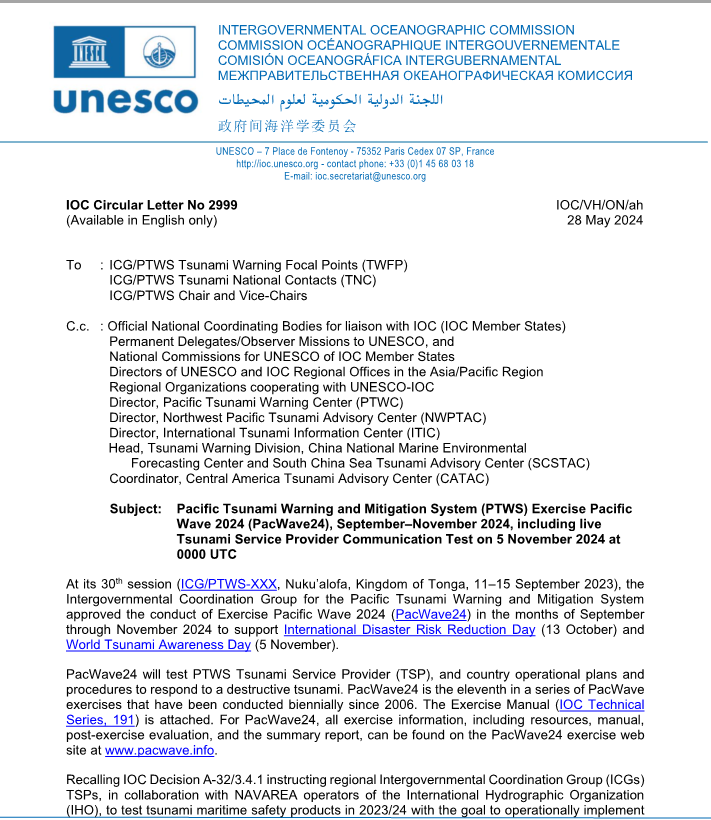 unesco
INTERGOVERNMENTAL OCEANOGRAPHIC COMMISSION
COMMISSION OCÉANOGRAPHIQUE INTERGOUVERNEMENTALE
COMISIÓN OCEANOGRÁFICA INTERGUBERNAMENTAL
МЕЖПРАВИТЕЛЬСТВЕННАЯ ОКЕАНОГРАФИЧЕСКАЯ КОМИССИЯ
اللجنة الدولية الحكومية لعلوم المحيطات
政府间海洋学委员会
UNESCO – 7 Place de Fontenoy - 75352 Paris Cedex 07 SP, France
http://ioc.unesco.org - contact phone: +33 (0)1 45 68 03 18
E-mail: ioc.secretariat@unesco.org
IOC Circular Letter No 2999 IOC/VH/ON/ah
(Available in English only) 28 May 2024
To : ICG/PTWS Tsunami Warning Focal Points (TWFP)
ICG/PTWS Tsunami National Contacts (TNC)
ICG/PTWS Chair and Vice-Chairs
C.c. : Official National Coordinating Bodies for liaison with IOC (IOC Member States)
Permanent Delegates/Observer Missions to UNESCO, and
National Commissions for UNESCO of IOC Member States
Directors of UNESCO and IOC Regional Offices in the Asia/Pacific Region
Regional Organizations cooperating with UNESCO-IOC
Director, Pacific Tsunami Warning Center (PTWC)
Director, Northwest Pacific Tsunami Advisory Center (NWPTAC)
Director, International Tsunami Information Center (ITIC)
Head, Tsunami Warning Division, China National Marine Environmental
Forecasting Center and South China Sea Tsunami Advisory Center (SCSTAC)
Coordinator, Central America Tsunami Advisory Center (CATAC)
Subject: Pacific Tsunami Warning and Mitigation System (PTWS) Exercise Pacific
Wave 2024 (PacWave24), September–November 2024, including live
Tsunami Service Provider Communication Test on 5 November 2024 at
0000 UTC
At its 30th session (ICG/PTWS-XXX, Nuku'alofa, Kingdom of Tonga, 11–15 September 2023), the
Intergovernmental Coordination Group for the Pacific Tsunami Warning and Mitigation System
approved the conduct of Exercise Pacific Wave 2024 (PacWave24) in the months of September
through November 2024 to support International Disaster Risk Reduction Day (13 October) and
World Tsunami Awareness Day (5 November).
PacWave24 will test PTWS Tsunami Service Provider (TSP), and country operational plans and
procedures to respond to a destructive tsunami. PacWave24 is the eleventh in a series of PacWave
exercises that have been conducted biennially since 2006. The Exercise Manual (IOC Technical
Series, 191) is attached. For PacWave24, all exercise information, including resources, manual,
post-exercise evaluation, and the summary report, can be found on the PacWave24 exercise web
site at www.pacwave.info.
Recalling IOC Decision A-32/3.4.1 instructing regional Intergovernmental Coordination Group (ICGs)
TSPs, in collaboration with NAVAREA operators of the International Hydrographic Organization
(IHO), to test tsunami maritime safety products in 2023/24 with the goal to operationally implement